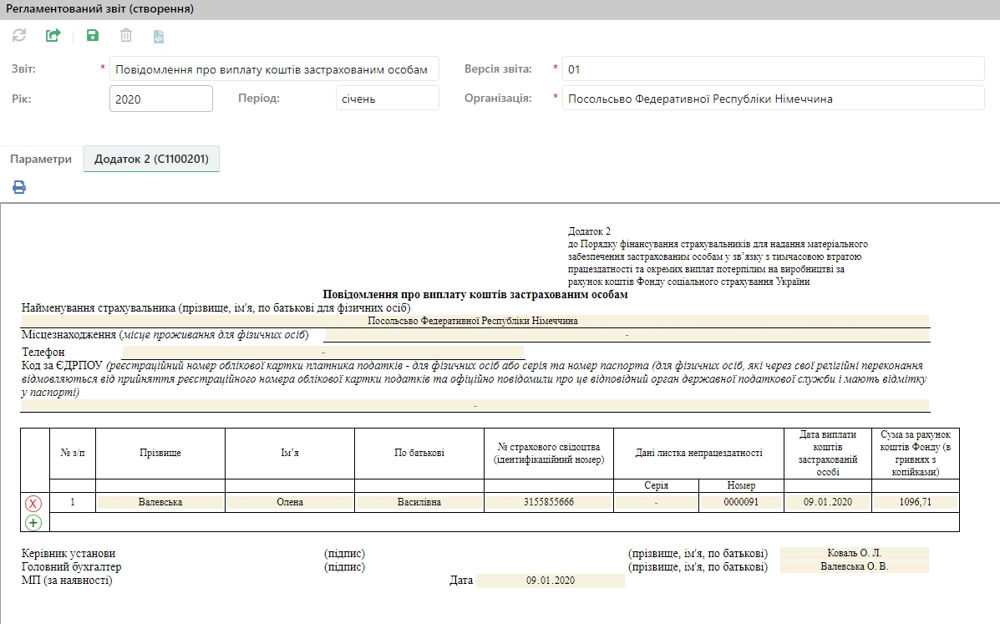 Регламентований звіт (створення)
Звіт: * Повідомлення про виплату коштів застрахованим особам Версія звіта: * 01
Рік: 2020 Період: січень Організація: * Посольсьво Федеративної Республіки Німеччина
Параметри Додаток 2 (C1100201)
Додаток 2
до Порядку фінансування страхувальників для надання матеріального
забезпечення застрахованим особам у зв’язку з тимчасовою втратою
працездатності та окремих виплат потерпілим на виробництві за
рахунок коштів Фонду соціального страхування України
Повідомлення про виплату коштів застрахованим особам
Найменування страхувальника (прізвище, ім'я, по батькові для фізичних осіб)
Посольсьво Федеративної Республіки Німеччина
Місцезнаходження (місце проживання для фізичних осіб) -
Телефон -
Код за ЄДРПОУ (реєстраційний номер облікової картки платника податків - для фізичних осіб або серія та номер паспорта (для фізичних осіб, які через свої релігійні переконання
відмовляються від прийняття реєстраційного номера облікової картки податків та офіційно повідомили про це відповідний орган державної податкової служби і мають відмітку
у паспорті)
-
№ з/п Прізвище Ім’я По батькові № страхового свідоцтва (ідентифікаційний номер) Дані листка непрацездатності Дата виплати коштів застрахованій особі Сума за рахунок коштів Фонду (в гривнях з копійками)
Серія Номер
1 Валевська Олена Василівна 3155855666 - 0000091 09.01.2020 1096,71
Керівник установи (підпис) (прізвище, ім'я, по батькові) Коваль О. Л.
Головний бухгалтер (підпис) (прізвище, ім'я, по батькові) Валевська О. В.
МП (за наявності) Дата 09.01.2020